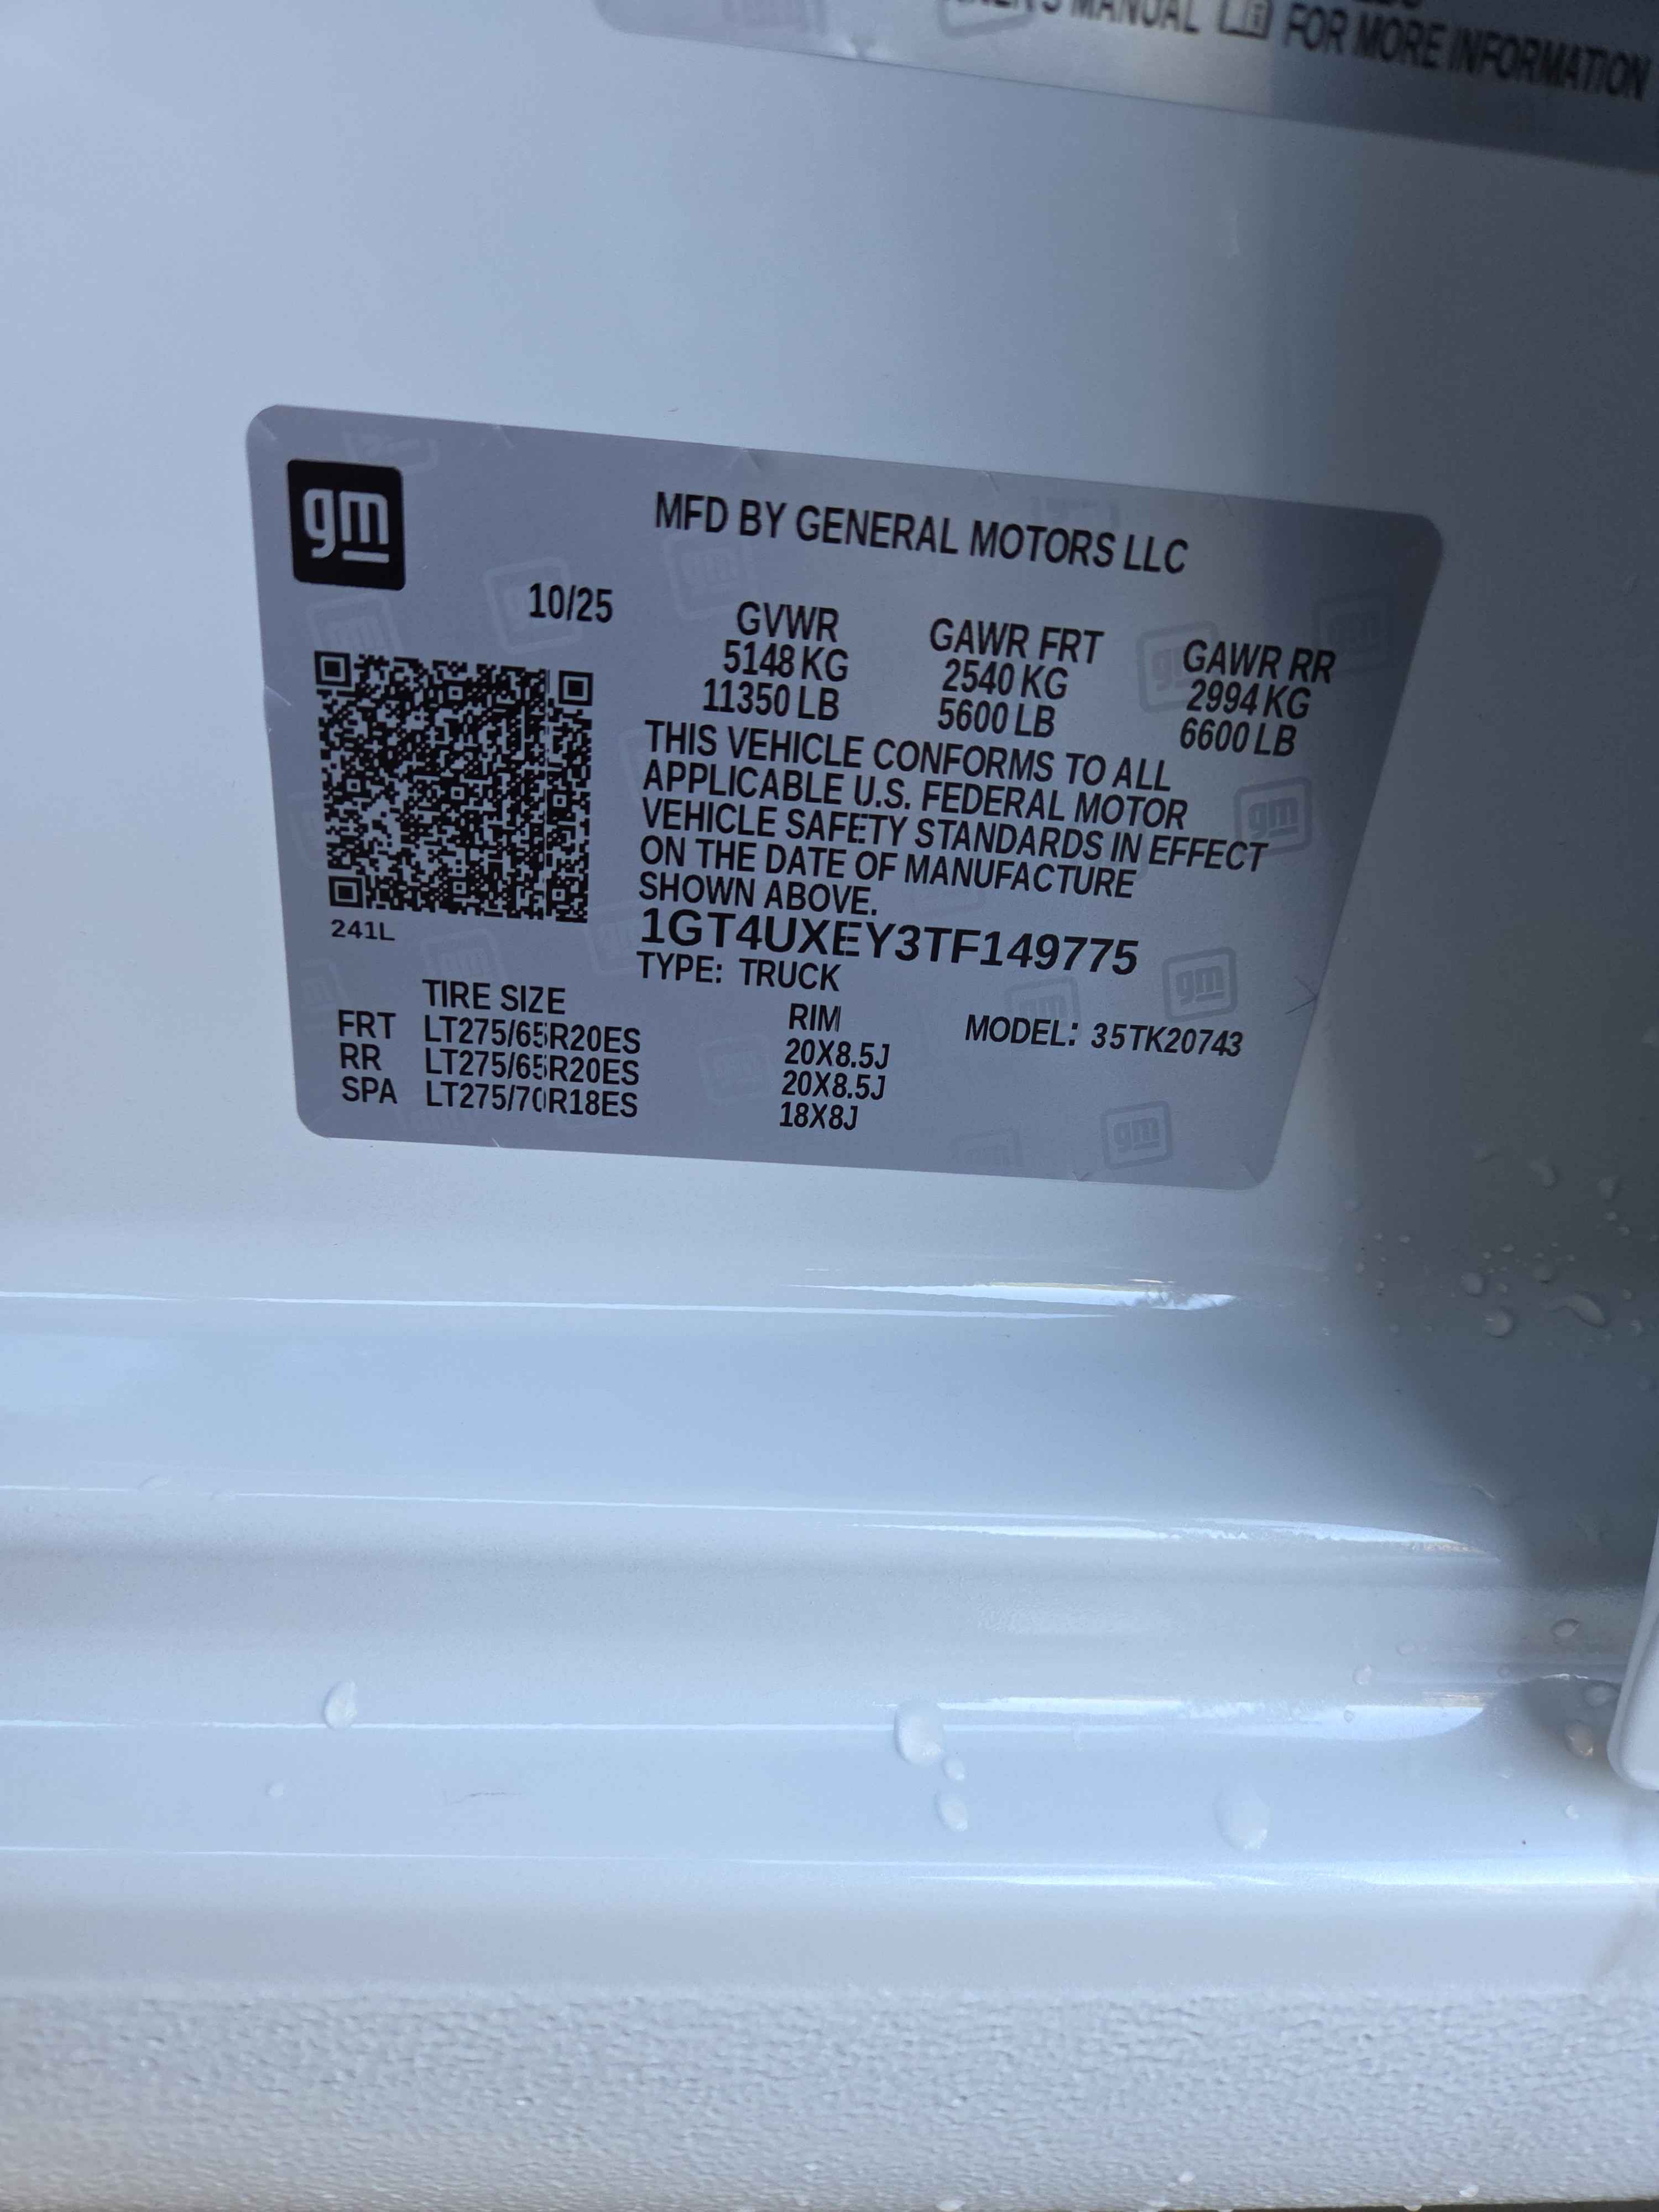 MANUAL FOR MORE INFORMATION
gm
MFD BY GENERAL MOTORS LLC
10/25
GVWR GAWR FRT GAWR RR
5148 KG 2540 KG 2994 KG
11350 LB 5600 LB 6600 LB
THIS VEHICLE CONFORMS TO ALL
APPLICABLE U.S. FEDERAL MOTOR
VEHICLE SAFETY STANDARDS IN EFFECT
ON THE DATE OF MANUFACTURE
SHOWN ABOVE.
241L
1GT4UXEY3TF149775
TYPE: TRUCK
TIRE SIZE RIM MODEL: 35TK20743
FRT LT275/65R20ES 20X8.5J
RR LT275/65R20ES 20X8.5J
SPA LT275/70R18ES 18X8J